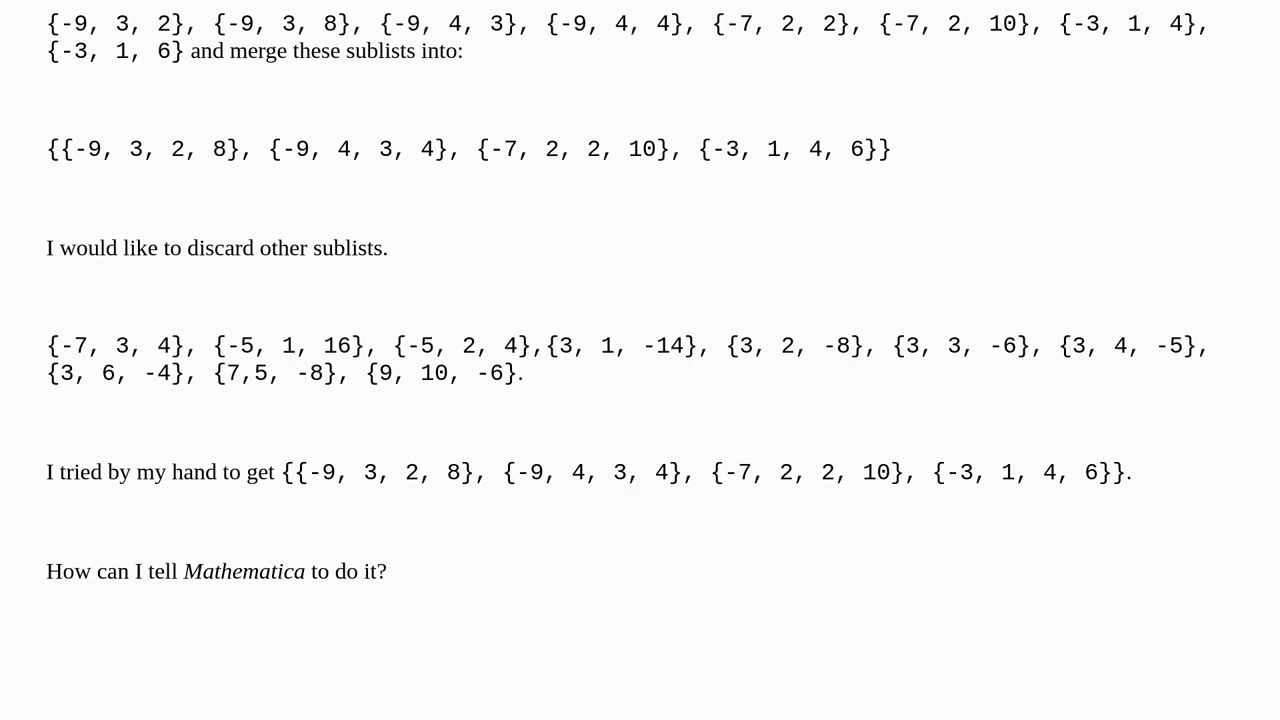 {-9, 3, 2}, {-9, 3, 8}, {-9, 4, 3}, {-9, 4, 4}, {-7, 2, 2}, {-7, 2, 10}, {-3, 1, 4},
{-3, 1, 6} and merge these sublists into:
{{-9, 3, 2, 8}, {-9, 4, 3, 4}, {-7, 2, 2, 10}, {-3, 1, 4, 6}}
I would like to discard other sublists.
{-7, 3, 4}, {-5, 1, 16}, {-5, 2, 4},{3, 1, -14}, {3, 2, -8}, {3, 3, -6}, {3, 4, -5},
{3, 6, -4}, {7,5, -8}, {9, 10, -6}.
I tried by my hand to get {{-9, 3, 2, 8}, {-9, 4, 3, 4}, {-7, 2, 2, 10}, {-3, 1, 4, 6}}.
How can I tell Mathematica to do it?